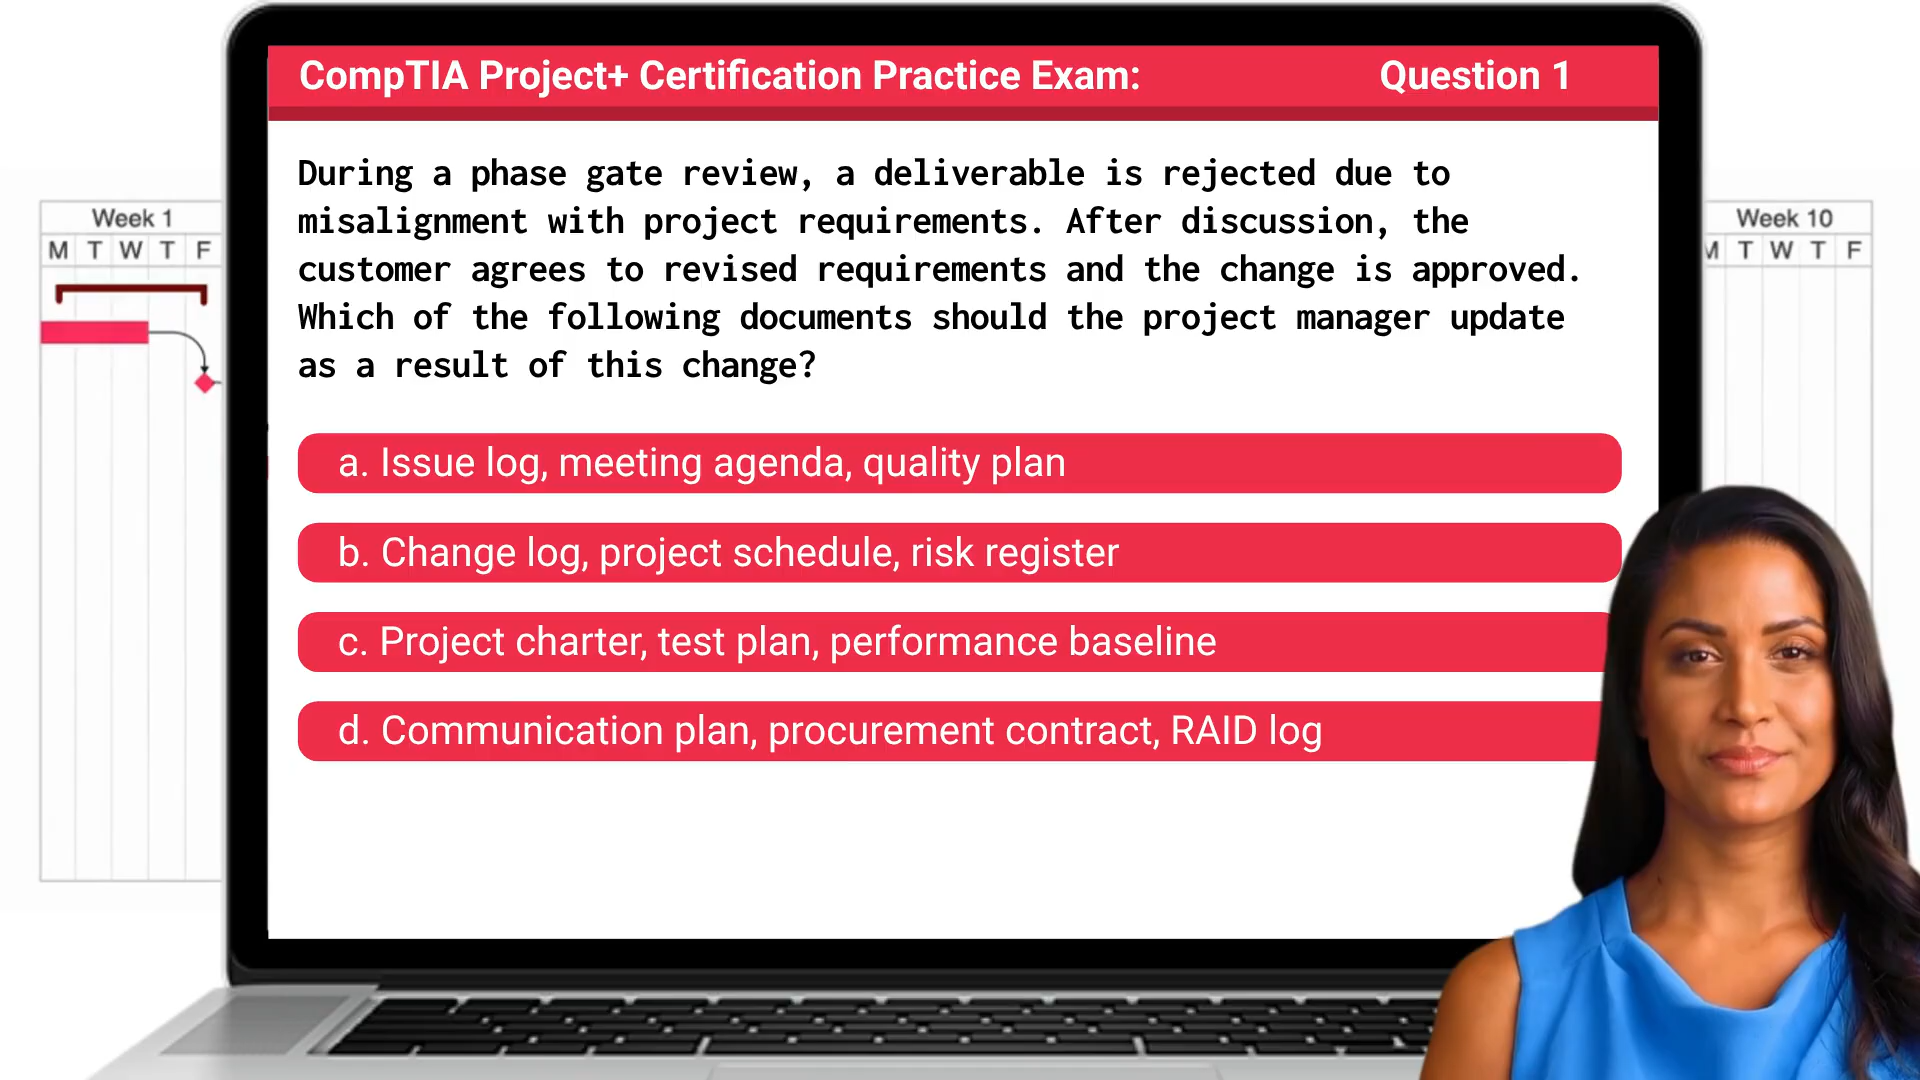 CompTIA Project+ Certification Practice Exam:
Question 1
During a phase gate review, a deliverable is rejected due to
misalignment with project requirements. After discussion, the
customer agrees to revised requirements and the change is approved.
Which of the following documents should the project manager update
as a result of this change?
a. Issue log, meeting agenda, quality plan
b. Change log, project schedule, risk register
c. Project charter, test plan, performance baseline
d. Communication plan, procurement contract, RAID log
Week 1
M T W T F
Week 10
M T W T F